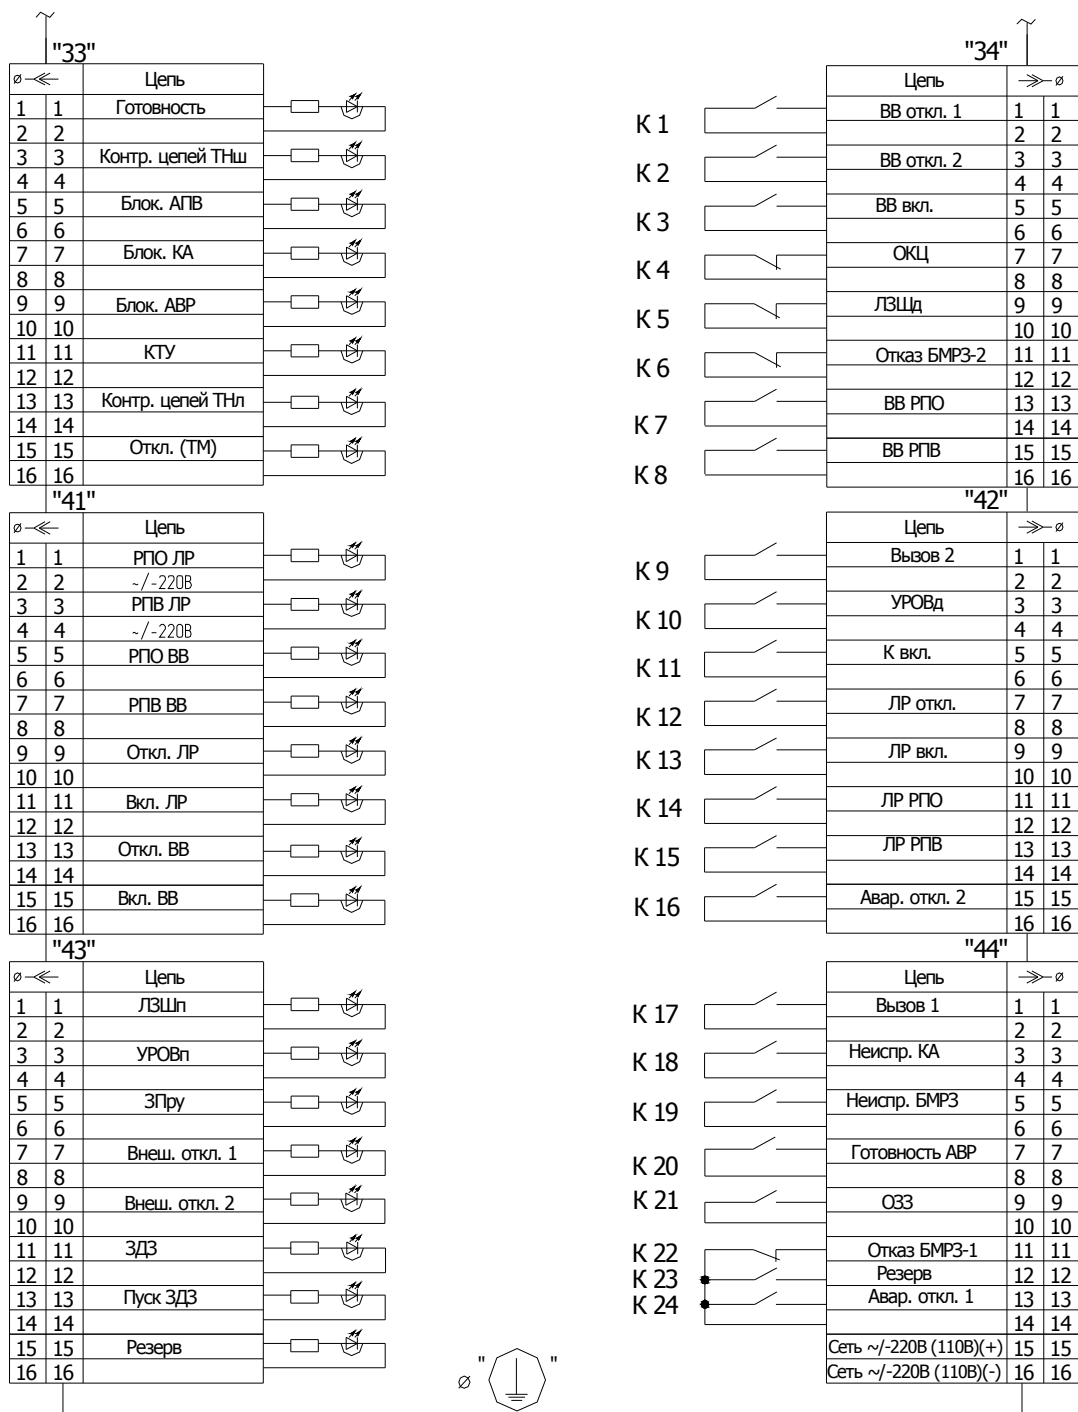 "33"
ø Цепь
1 1 Готовность
2 2
3 3 Контр. цепей ТНш
4 4
5 5 Блок. АПВ
6 6
7 7 Блок. КА
8 8
9 9 Блок. АВР
10 10
11 11 КТУ
12 12
13 13 Контр. цепей ТНл
14 14
15 15 Откл. (ТМ)
16 16
"41"
ø Цепь
1 1 РПО ЛР
2 2 ~/-220В
3 3 РПВ ЛР
4 4 ~/-220В
5 5 РПО ВВ
6 6
7 7 РПВ ВВ
8 8
9 9 Откл. ЛР
10 10
11 11 Вкл. ЛР
12 12
13 13 Откл. ВВ
14 14
15 15 Вкл. ВВ
16 16
"43"
ø Цепь
1 1 ЛЗШп
2 2
3 3 УРОВп
4 4
5 5 ЗПру
6 6
7 7 Внеш. откл. 1
8 8
9 9 Внеш. откл. 2
10 10
11 11 ЗДЗ
12 12
13 13 Пуск ЗДЗ
14 14
15 15 Резерв
16 16
ø " "
"34"
Цепь ø
К 1 ВВ откл. 1 1 1
2 2
К 2 ВВ откл. 2 3 3
4 4
К 3 ВВ вкл. 5 5
6 6
К 4 ОКЦ 7 7
8 8
К 5 ЛЗЩд 9 9
10 10
К 6 Отказ БМРЗ-2 11 11
12 12
К 7 ВВ РПО 13 13
14 14
К 8 ВВ РПВ 15 15
16 16
"42"
Цепь ø
К 9 Вызов 2 1 1
2 2
К 10 УРОВд 3 3
4 4
К 11 К вкл. 5 5
6 6
К 12 ЛР откл. 7 7
8 8
К 13 ЛР вкл. 9 9
10 10
К 14 ЛР РПО 11 11
12 12
К 15 ЛР РПВ 13 13
14 14
К 16 Авар. откл. 2 15 15
16 16
"44"
Цепь ø
К 17 Вызов 1 1 1
2 2
К 18 Неиспр. КА 3 3
4 4
К 19 Неиспр. БМРЗ 5 5
6 6
К 20 Готовность АВР 7 7
8 8
К 21 ОЗЗ 9 9
10 10
К 22 Отказ БМРЗ-1 11 11
К 23 Резерв 12 12
К 24 Авар. откл. 1 13 13
14 14
Сеть ~/-220В (110В)(+) 15 15
Сеть ~/-220В (110В)(-) 16 16